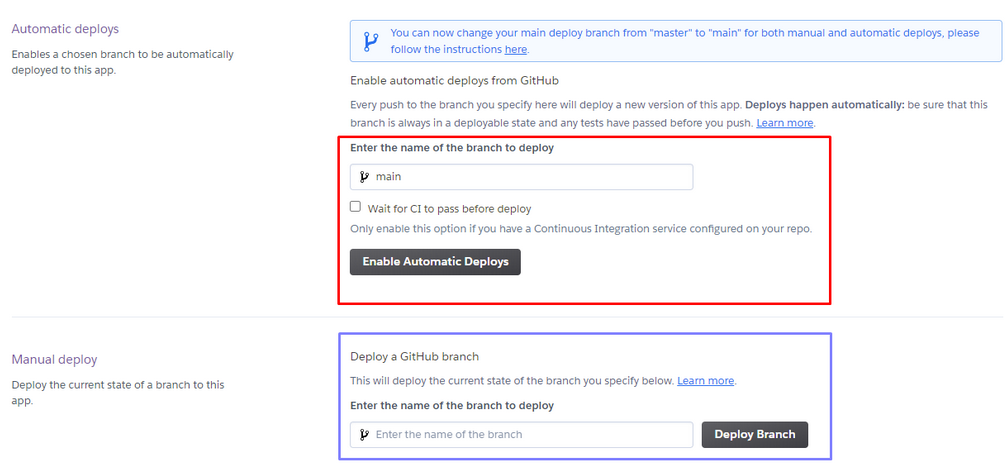 Automatic deploys
Enables a chosen branch to be automatically
deployed to this app.
You can now change your main deploy branch from "master" to "main" for both manual and automatic deploys, please
follow the instructions here.
Enable automatic deploys from GitHub
Every push to the branch you specify here will deploy a new version of this app. Deploys happen automatically: be sure that this
branch is always in a deployable state and any tests have passed before you push. Learn more.
Enter the name of the branch to deploy
main
Wait for CI to pass before deploy
Only enable this option if you have a Continuous Integration service configured on your repo.
Enable Automatic Deploys
Manual deploy
Deploy the current state of a branch to this
app.
Deploy a GitHub branch
This will deploy the current state of the branch you specify below. Learn more.
Enter the name of the branch to deploy
Enter the name of the branch
Deploy Branch